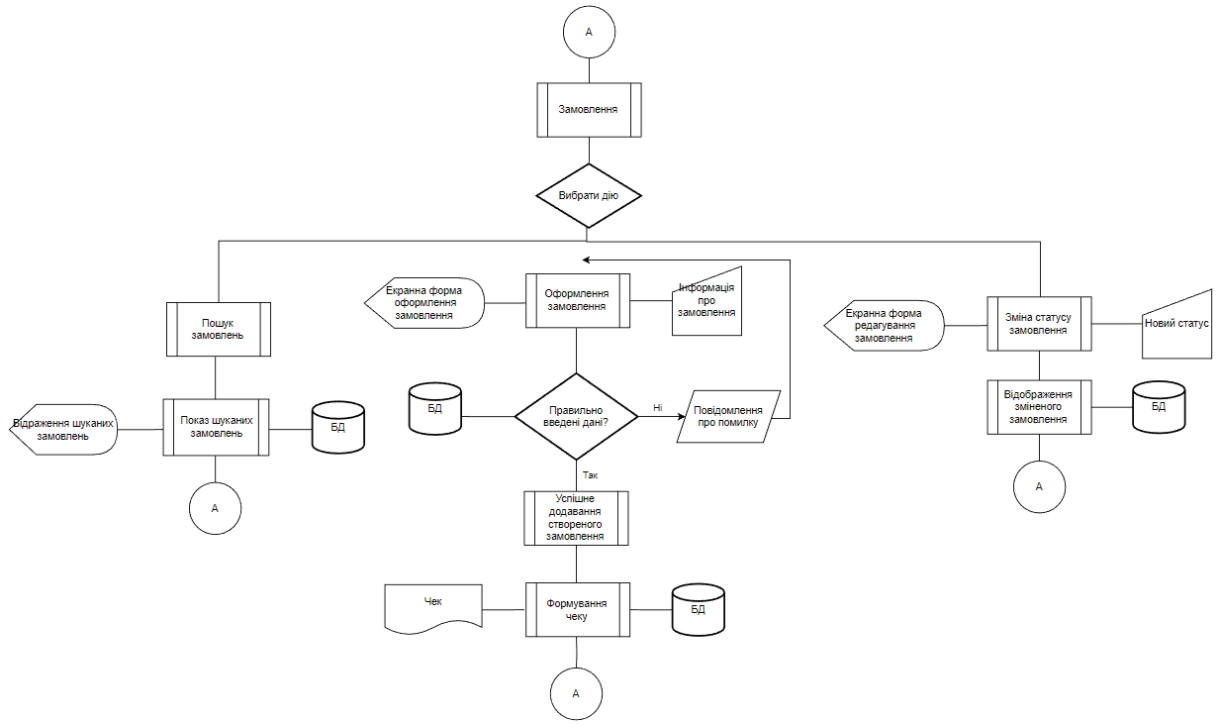 А
Замовлення
Вибрати дію
Екранна форма
оформлення
замовлення
Оформлення
замовлення
Інформація
про
замовлення
Пошук
замовлень
Екранна форма
редагування
замовлення
Зміна статусу
замовлення
Новий статус
Відраження шуканих
замовлень
Показ шуканих
замовлень
БД
БД
Правильно
введені дані?
Ні
Повідомлення
про помилку
Відображення
зміненого
замовлення
БД
Так
А
Успішне
додавання
створеного
замовлення
А
Чек
Формування
чеку
БД
А